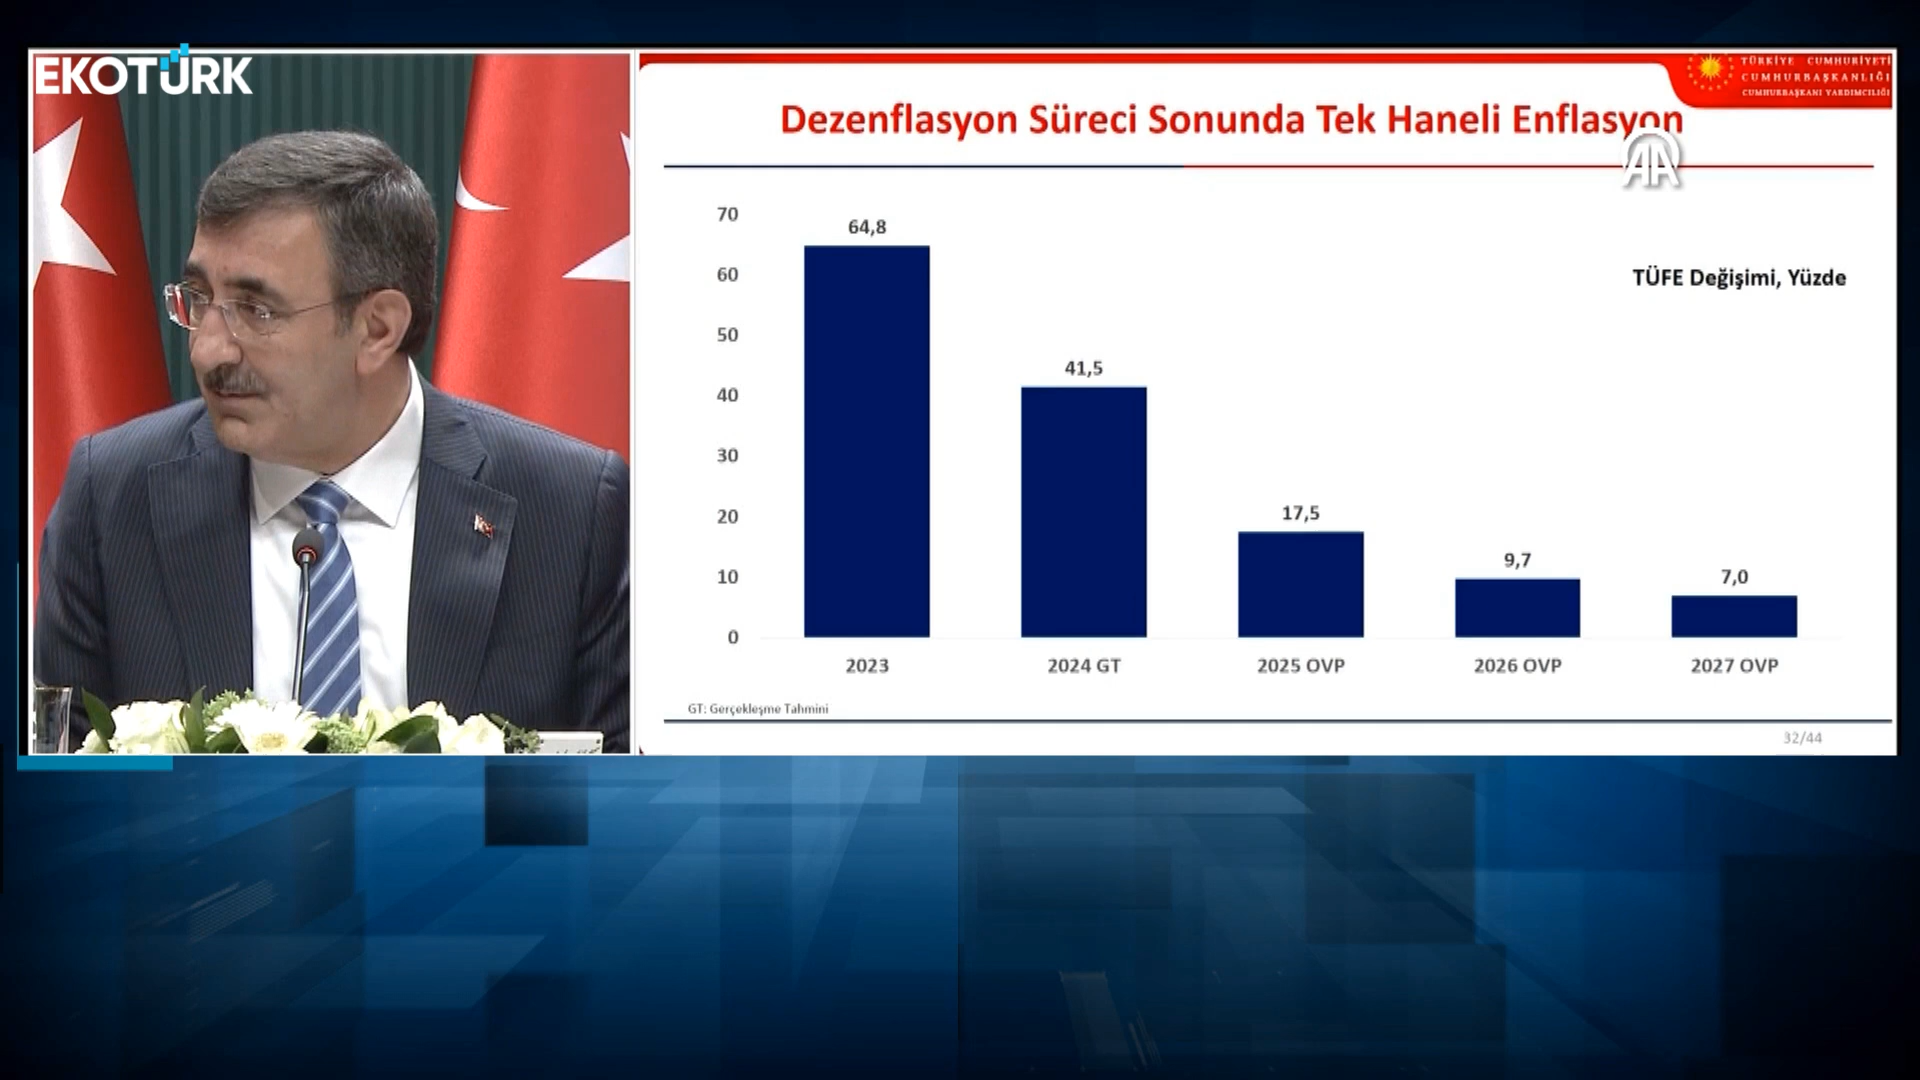 EKOTÜRK
TÜRKİYE CUMHURİYETİ
CUMHURBAŞKANLIĞI
CUMHURBAŞKANI YARDIMCILIĞI
Dezenflasyon Süreci Sonunda Tek Haneli Enflasyon
AA
TÜFE Değişimi, Yüzde
70
60
50
40
30
20
10
0
64,8
41,5
17,5
9,7
7,0
2023
2024 GT
2025 OVP
2026 OVP
2027 OVP
GT: Gerçekleşme Tahmini
32/44